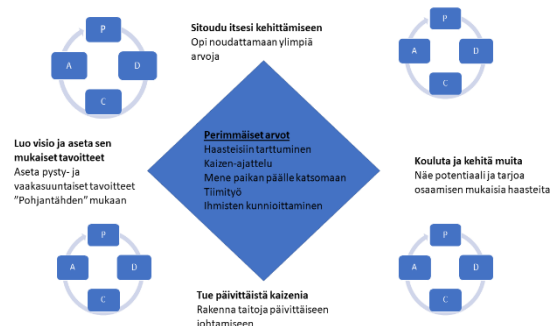 P
A
D
C
Sitoudu itsesi kehittämiseen
Opi noudattamaan ylimpiä
arvoja
P
A
D
C
Luo visio ja aseta sen
mukaiset tavoitteet
Aseta pysty- ja
vaakasuuntaiset tavoitteet
"Pohjantähden" mukaan
Perimmäiset arvot
Haasteisiin tarttuminen
Kaizen-ajattelu
Mene paikan päälle katsomaan
Tiimityö
Ihmisten kunnioittaminen
Kouluta ja kehitä muita
Näe potentiaali ja tarjoa
osaamisen mukaisia haasteita
P
A
D
C
Tue päivittäistä kaizenia
Rakenna taitoja päivittäiseen
johtamiseen
P
A
D
C